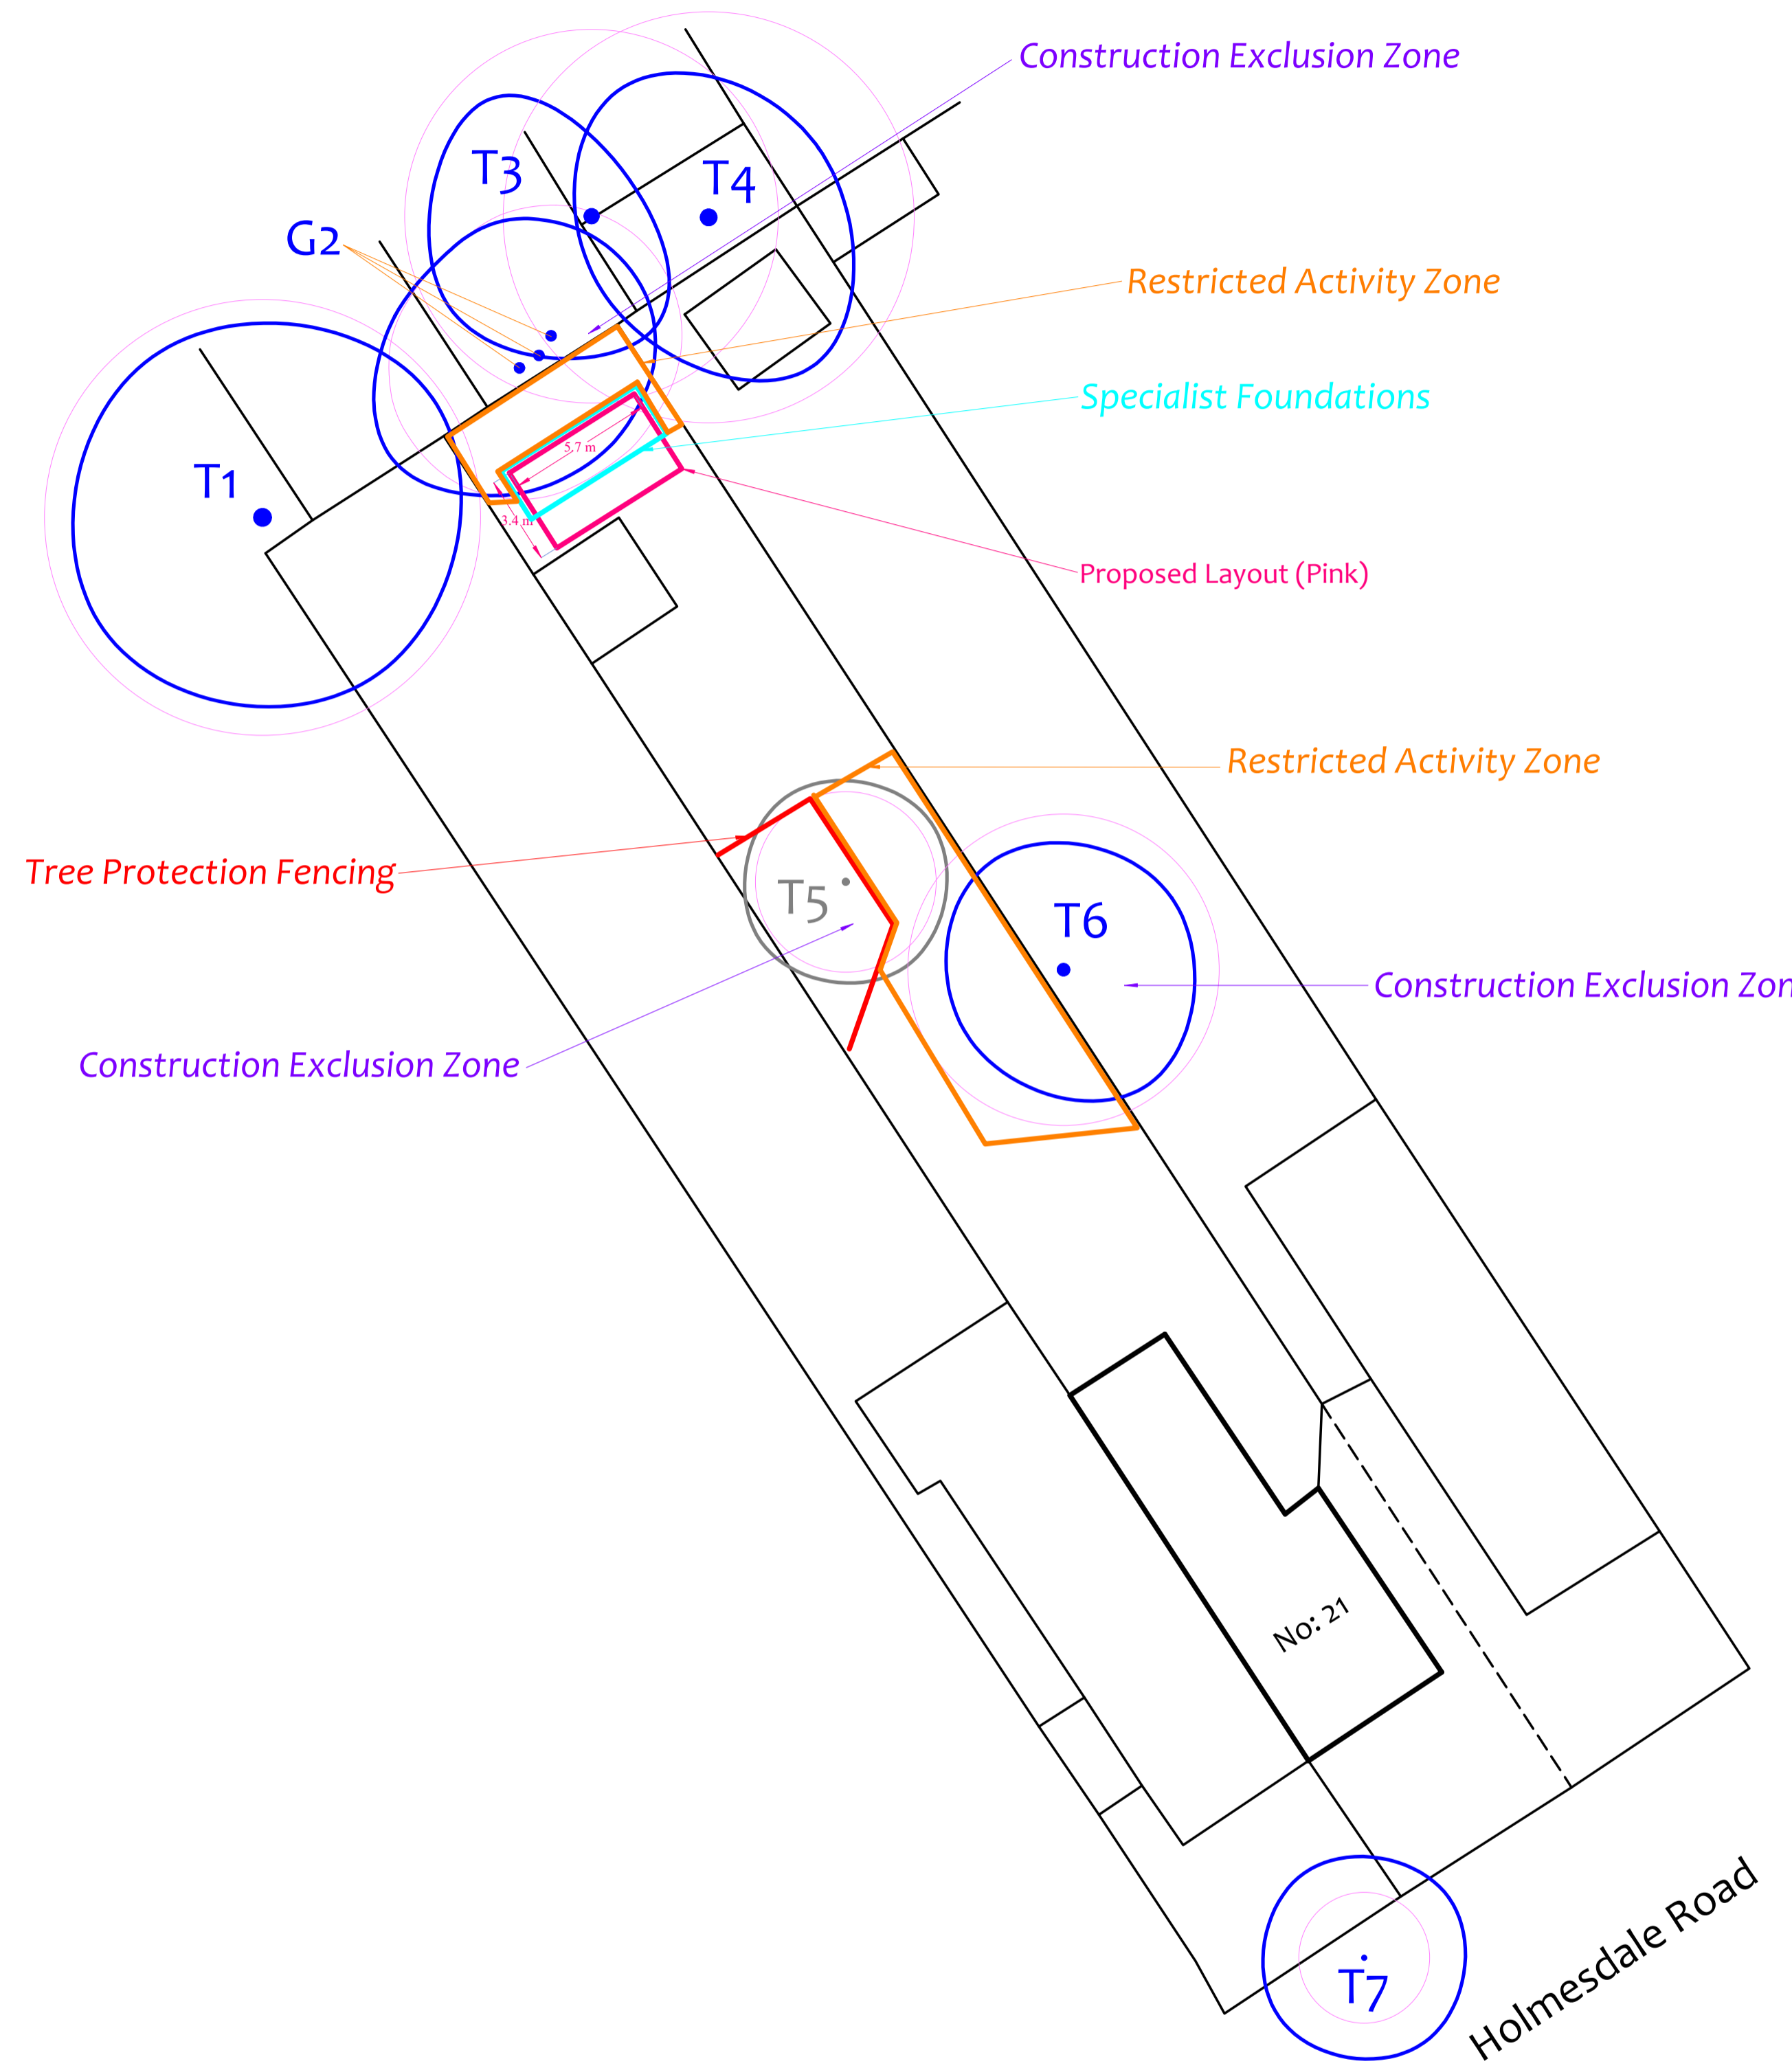 Construction Exclusion Zone
T3
T4
G2
Restricted Activity Zone
Specialist Foundations
5.7 m
T1
3.4 m
Proposed Layout (Pink)
Restricted Activity Zone
Tree Protection Fencing
T5
T6
Construction Exclusion Zon
Construction Exclusion Zone
No: 21
Holmesdale Road
T7